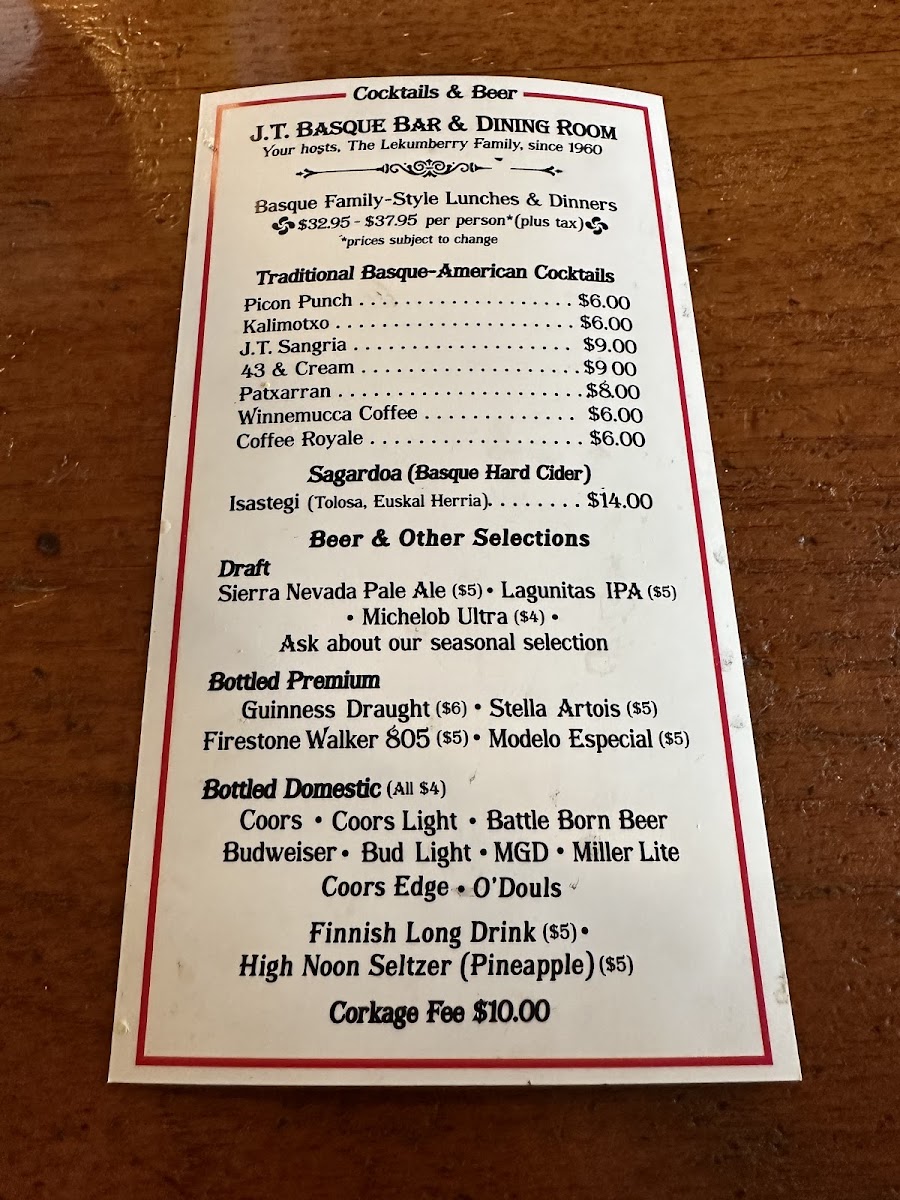 Cocktails & Beer
J.T. BASQUE BAR & DINING ROOM
Your hosts, The Lekumberry Family, since 1960
Basque Family-Style Lunches & Dinners
$32.95 - $37.95 per person*(plus tax)
*prices subject to change
Traditional Basque-American Cocktails
Picon Punch . . . . . . . . . . . . . . . . . . . $6.00
Kalimotxo . . . . . . . . . . . . . . . . . . . . . $6.00
J.T. Sangria . . . . . . . . . . . . . . . . . . . $9.00
43 & Cream . . . . . . . . . . . . . . . . . . . $9 00
Patxarran . . . . . . . . . . . . . . . . . . . . . $8.00
Winnemucca Coffee . . . . . . . . . . . . . $6.00
Coffee Royale . . . . . . . . . . . . . . . . . . $6.00
Sagardoa (Basque Hard Cider)
Isastegi (Tolosa, Euskal Herria). . . . . . . . $14.00
Beer & Other Selections
Draft
Sierra Nevada Pale Ale ($5) • Lagunitas IPA ($5)
• Michelob Ultra ($4) •
Ask about our seasonal selection
Bottled Premium
Guinness Draught ($6) • Stella Artois ($5)
Firestone Walker 805 ($5) • Modelo Especial ($5)
Bottled Domestic (All $4)
Coors • Coors Light • Battle Born Beer
Budweiser • Bud Light • MGD • Miller Lite
Coors Edge • O'Douls
Finnish Long Drink ($5) •
High Noon Seltzer (Pineapple) ($5)
Corkage Fee $10.00